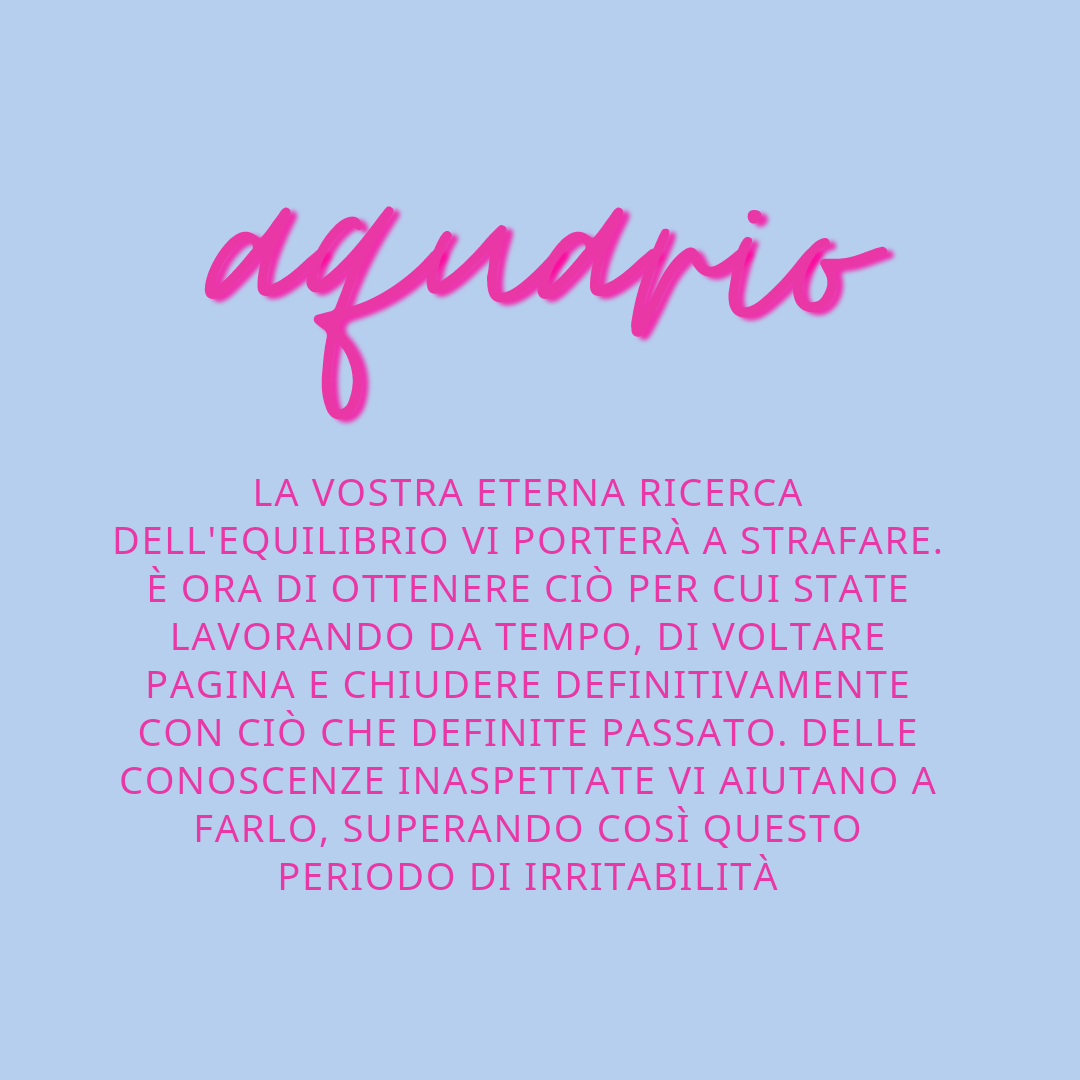 aquario
LA VOSTRA ETERNA RICERCA
DELL'EQUILIBRIO VI PORTERÀ A STRAFARE.
È ORA DI OTTENERE CIÒ PER CUI STATE
LAVORANDO DA TEMPO, DI VOLTARE
PAGINA E CHIUDERE DEFINITIVAMENTE
CON CIÒ CHE DEFINITE PASSATO. DELLE
CONOSCENZE INASPETTATE VI AIUTANO A
FARLO, SUPERANDO COSÌ QUESTO
PERIODO DI IRRITABILITÀ